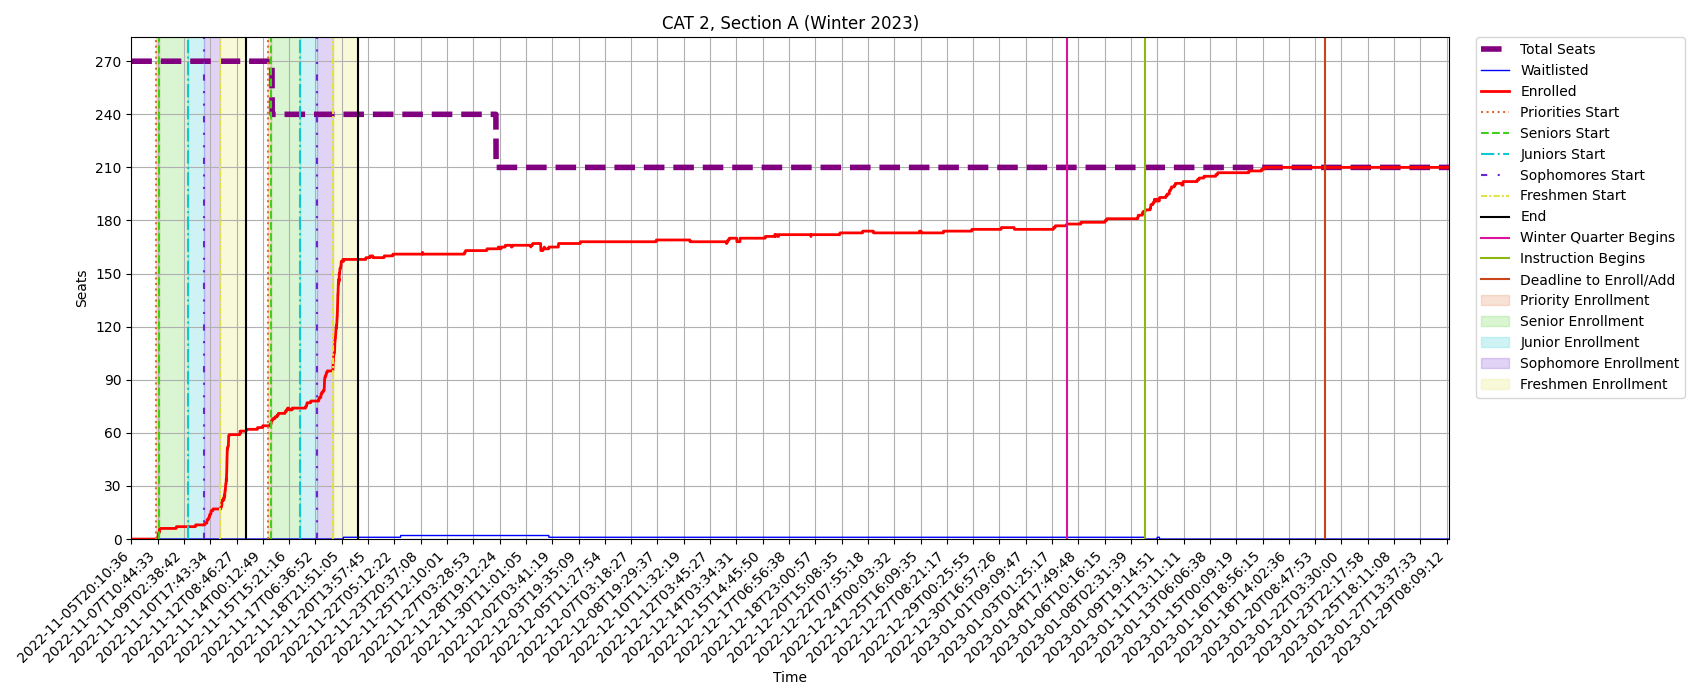 CAT 2, Section A (Winter 2023)
Seats
270
240
210
180
150
120
90
60
30
0
2022-11-05T20:10:36
2022-11-07T10:44:33
2022-11-09T02:38:42
2022-11-10T17:43:34
2022-11-12T08:46:27
2022-11-14T00:12:49
2022-11-15T15:21:16
2022-11-17T06:36:52
2022-11-18T21:51:05
2022-11-20T13:57:45
2022-11-22T05:12:22
2022-11-23T20:37:08
2022-11-25T12:10:01
2022-11-27T03:28:53
2022-11-28T19:12:24
2022-11-30T11:01:05
2022-12-02T03:41:19
2022-12-03T19:35:09
2022-12-05T11:27:54
2022-12-07T03:18:27
2022-12-08T19:29:37
2022-12-10T11:32:19
2022-12-12T03:45:27
2022-12-14T03:34:31
2022-12-15T14:45:50
2022-12-17T06:56:38
2022-12-18T23:00:57
2022-12-20T15:08:35
2022-12-22T07:55:18
2022-12-24T00:03:32
2022-12-25T16:09:35
2022-12-27T08:21:17
2022-12-29T00:25:55
2022-12-30T16:57:26
2023-01-01T09:09:47
2023-01-03T01:25:17
2023-01-04T17:49:48
2023-01-06T10:16:15
2023-01-08T02:31:39
2023-01-09T19:14:51
2023-01-11T13:11:11
2023-01-13T06:06:38
2023-01-15T00:09:19
2023-01-16T18:56:15
2023-01-18T14:02:36
2023-01-20T08:47:53
2023-01-22T03:30:00
2023-01-23T22:17:58
2023-01-25T18:11:08
2023-01-27T13:37:33
2023-01-29T08:09:12
Time
Total Seats
Waitlisted
Enrolled
Priorities Start
Seniors Start
Juniors Start
Sophomores Start
Freshmen Start
End
Winter Quarter Begins
Instruction Begins
Deadline to Enroll/Add
Priority Enrollment
Senior Enrollment
Junior Enrollment
Sophomore Enrollment
Freshmen Enrollment